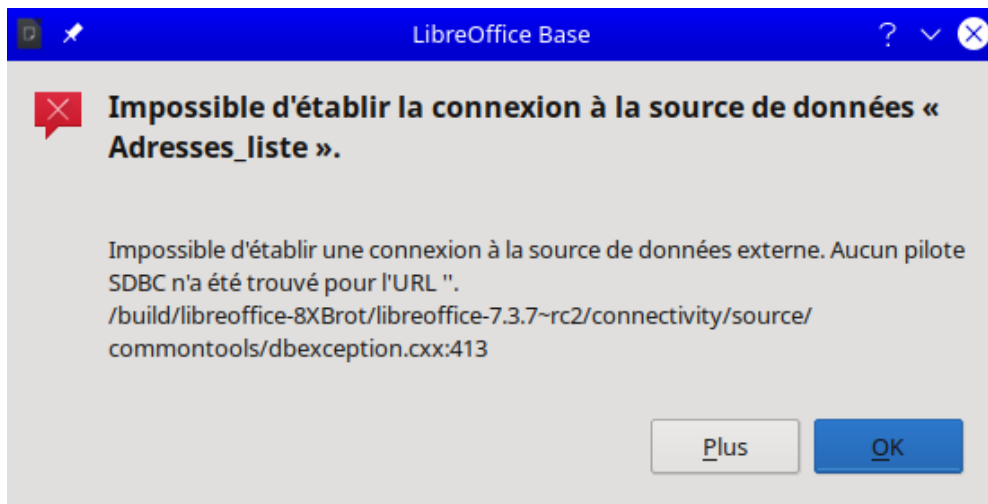 LibreOffice Base
Impossible d'établir la connexion à la source de données «
Adresses_liste ».
Impossible d'établir une connexion à la source de données externe. Aucun pilote
SDBC n'a été trouvé pour l'URL ''.
/build/libreoffice-8XBrot/libreoffice-7.3.7~rc2/connectivity/source/
commontools/dbexception.cxx:413
Plus
OK